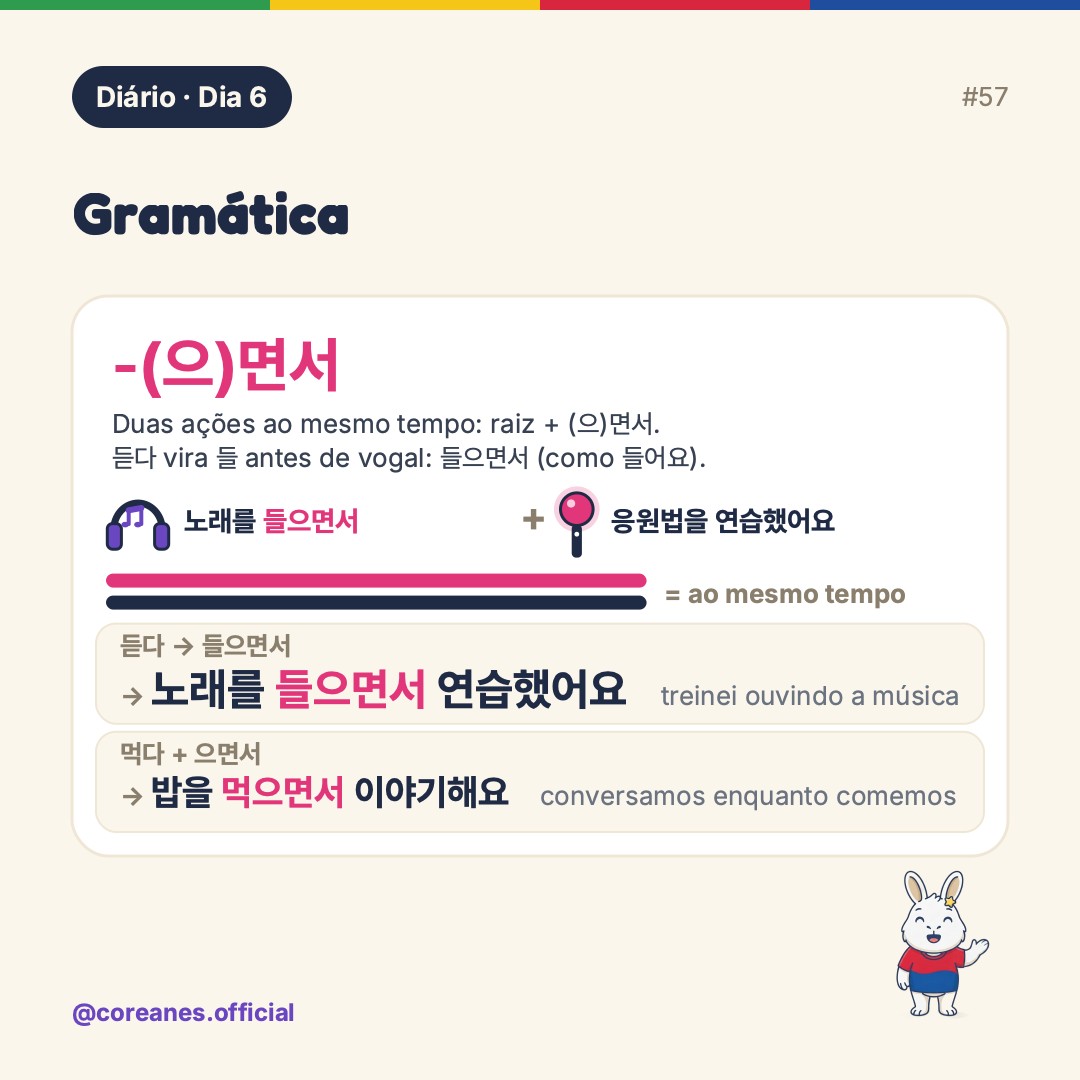 Diário · Dia 6
#57
Gramática
-(으)면서
Duas ações ao mesmo tempo: raiz + (으)면서.
듣다 vira 들 antes de vogal: 들으면서 (como 들어요).
노래를 들으면서 + 응원법을 연습했어요
= ao mesmo tempo
듣다 → 들으면서
→ 노래를 들으면서 연습했어요 treinei ouvindo a música
먹다 + 으면서
→ 밥을 먹으면서 이야기해요 conversamos enquanto comemos
@coreanes.official